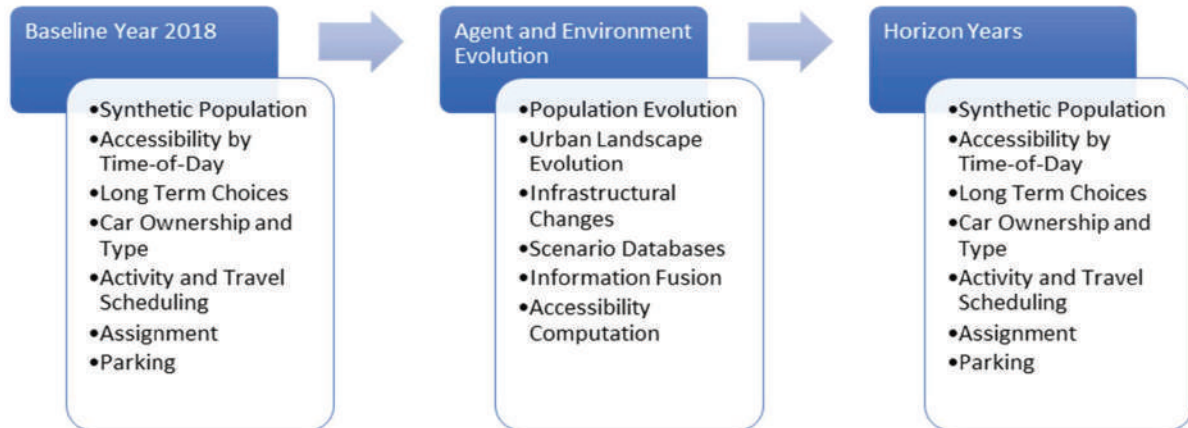 Baseline Year 2018
•Synthetic Population
•Accessibility by
Time-of-Day
•Long Term Choices
•Car Ownership and
Type
•Activity and Travel
Scheduling
•Assignment
•Parking
Agent and Environment
Evolution
•Population Evolution
•Urban Landscape
Evolution
•Infrastructural
Changes
•Scenario Databases
•Information Fusion
•Accessibility
Computation
Horizon Years
•Synthetic Population
•Accessibility by
Time-of-Day
•Long Term Choices
•Car Ownership and
Type
•Activity and Travel
Scheduling
•Assignment
•Parking